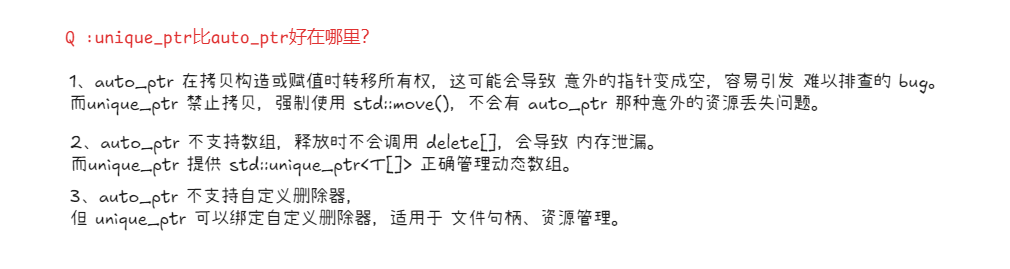 Q :unique_ptr比auto_ptr好在哪里?
1、auto_ptr 在拷贝构造或赋值时转移所有权，这可能会导致 意外的指针变成空，容易引发 难以排查的 bug。
而unique_ptr 禁止拷贝，强制使用 std::move()，不会有 auto_ptr 那种意外的资源丢失问题。
2、auto_ptr 不支持数组，释放时不会调用 delete[]，会导致 内存泄漏。
而unique_ptr 提供 std::unique_ptr<T[]> 正确管理动态数组。
3、auto_ptr 不支持自定义删除器，
但 unique_ptr 可以绑定自定义删除器，适用于 文件句柄、资源管理。